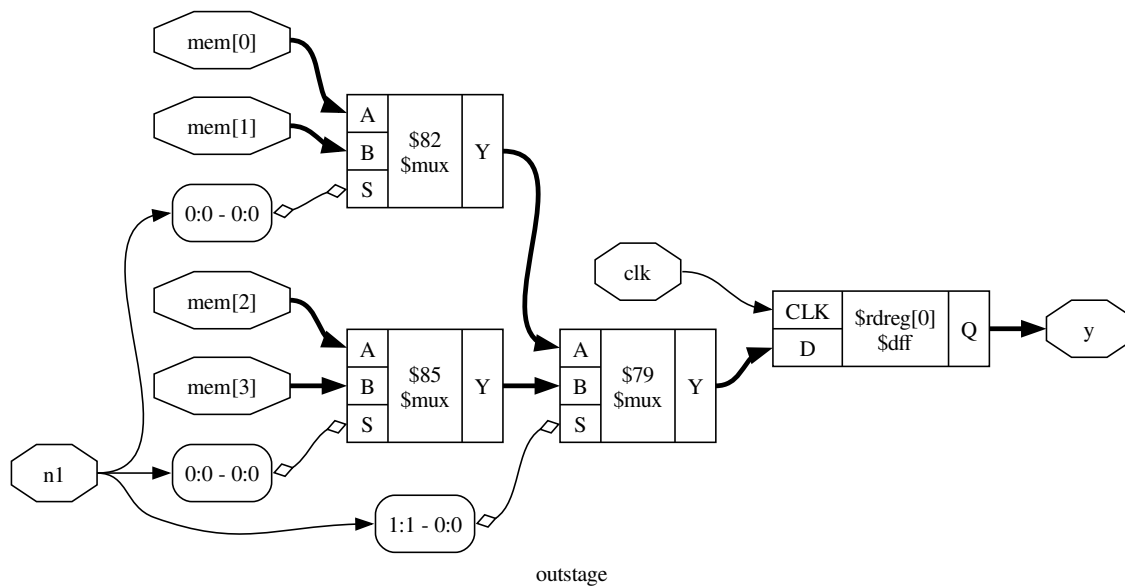 mem[0]
mem[1]
A
B
S
$82
$mux
Y
0:0 - 0:0
mem[2]
mem[3]
A
B
S
$85
$mux
Y
n1
0:0 - 0:0
1:1 - 0:0
A
B
S
$79
$mux
Y
clk
CLK
D
$rdreg[0]
$dff
Q
y
outstage